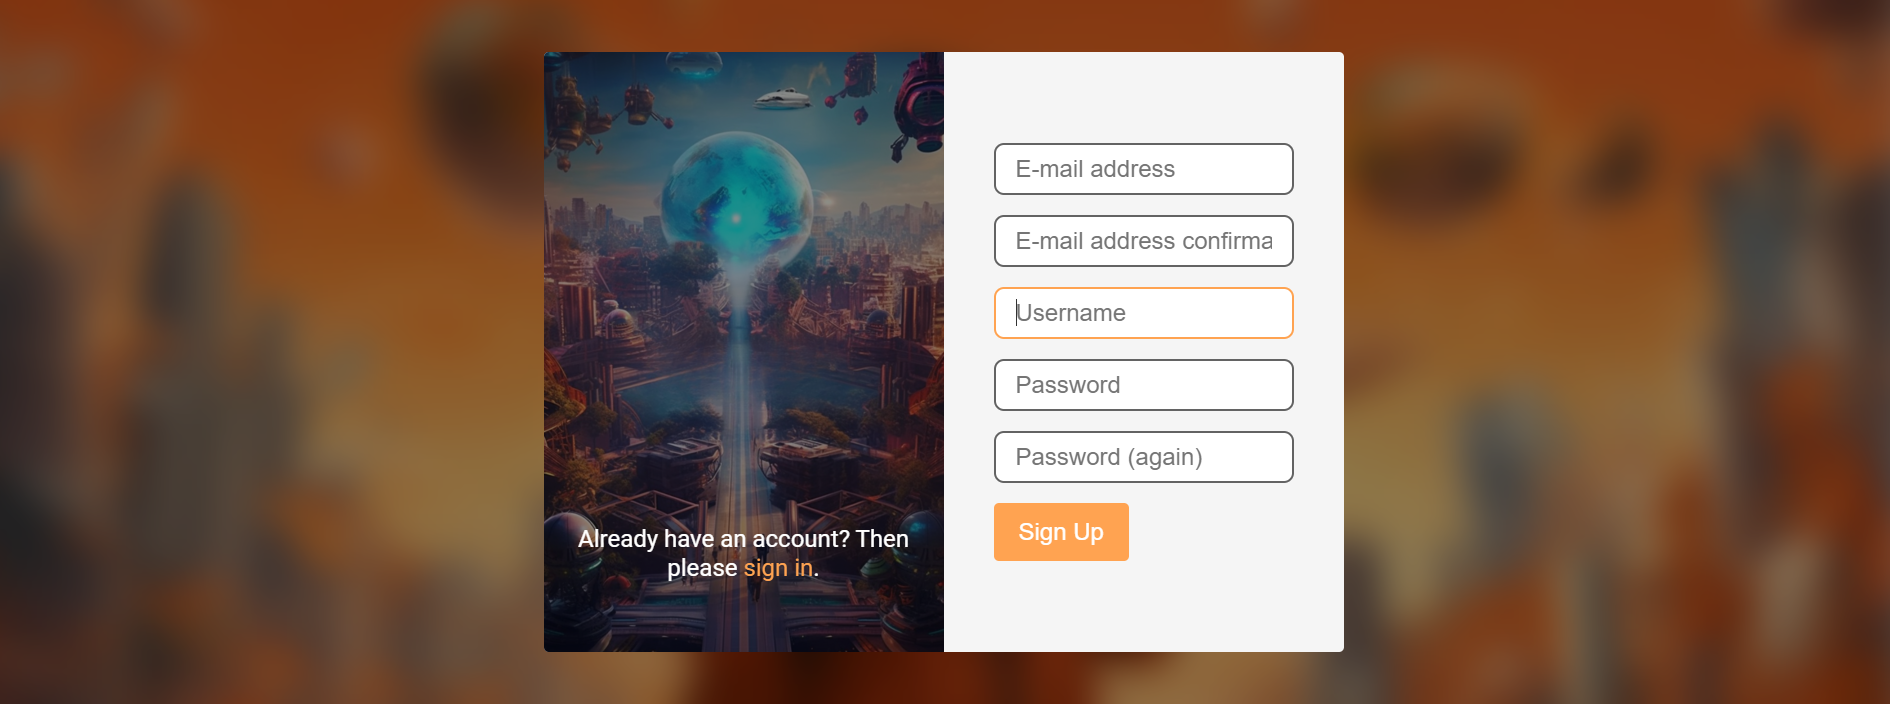 E-mail address
E-mail address confirma
Username
Password
Password (again)
Sign Up
Already have an account? Then
please sign in.